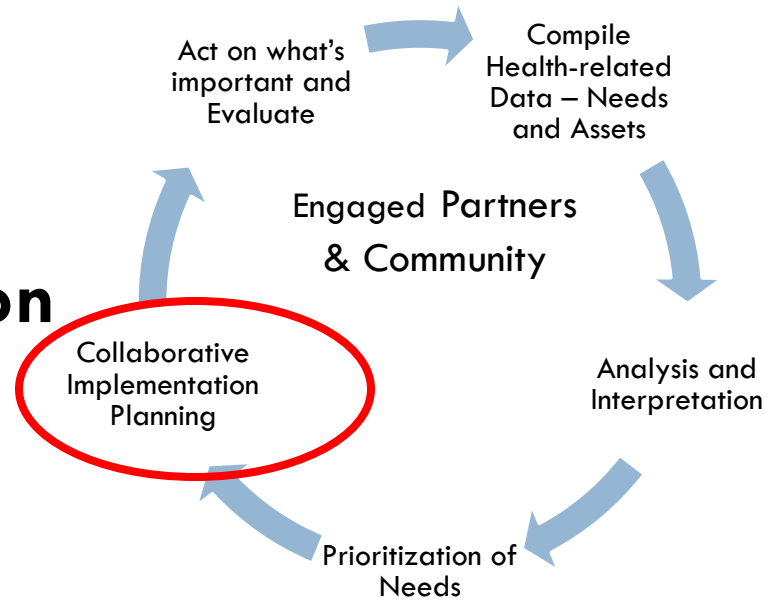 Act on what's
important and
Evaluate
Compile
Health-related
Data – Needs
and Assets
Engaged Partners
& Community
on
Collaborative
Implementation
Planning
Analysis and
Interpretation
Prioritization of
Needs